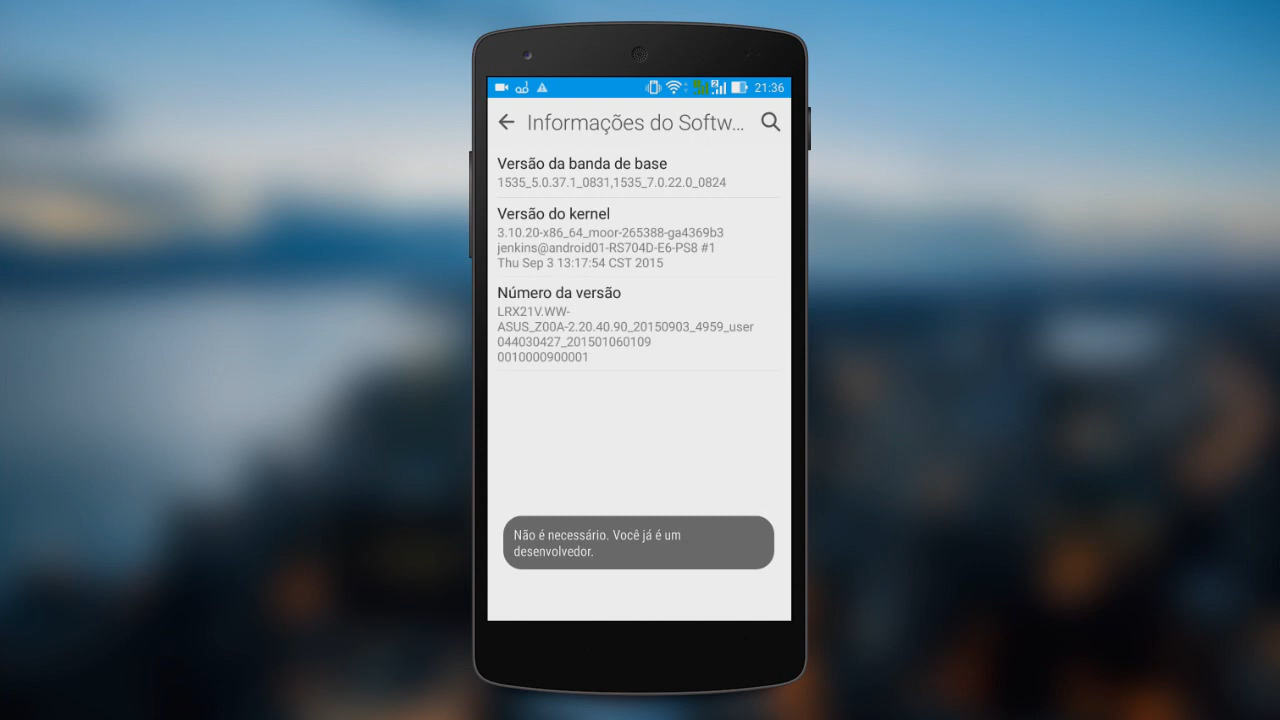 21:36
Informações do Softw...
Versão da banda de base
1535_5.0.37.1_0831,1535_7.0.22.0_0824
Versão do kernel
3.10.20-x86_64_moor-265388-ga4369b3
jenkins@android01-RS704D-E6-PS8 #1
Thu Sep 3 13:17:54 CST 2015
Número da versão
LRX21V.WW-
ASUS_Z00A-2.20.40.90_20150903_4959_user
044030427_201501060109
0010000900001
Não é necessário. Você já é um
desenvolvedor.